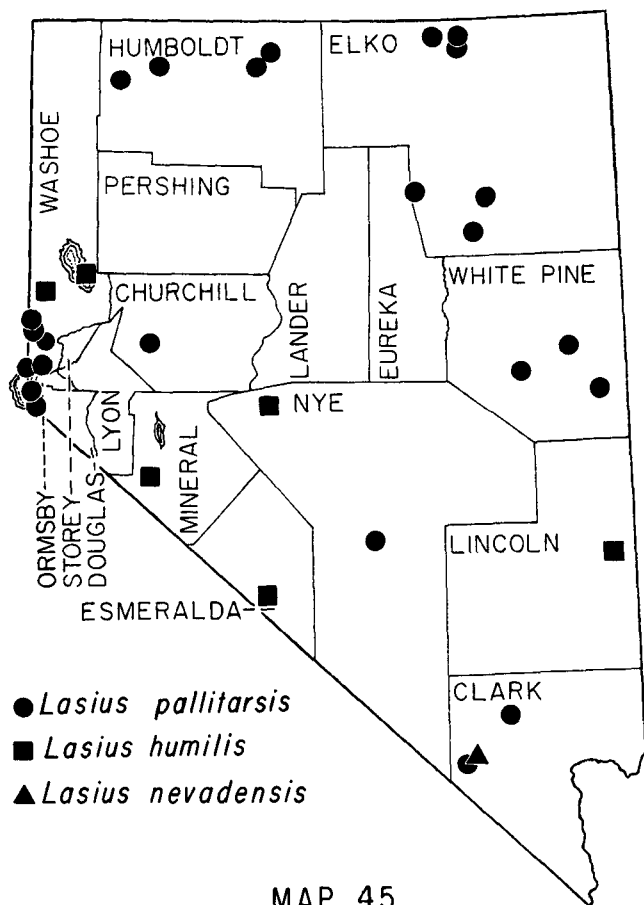 HUMBOLDT
ELKO
WASHOE
PERSHING
CHURCHILL
LANDER
EUREKA
WHITE PINE
NYE
LYON
MINERAL
ORMSBY
STOREY
DOUGLAS
LINCOLN
ESMERALDA
CLARK
Lasius pallitarsis
Lasius humilis
Lasius nevadensis
MAP 45